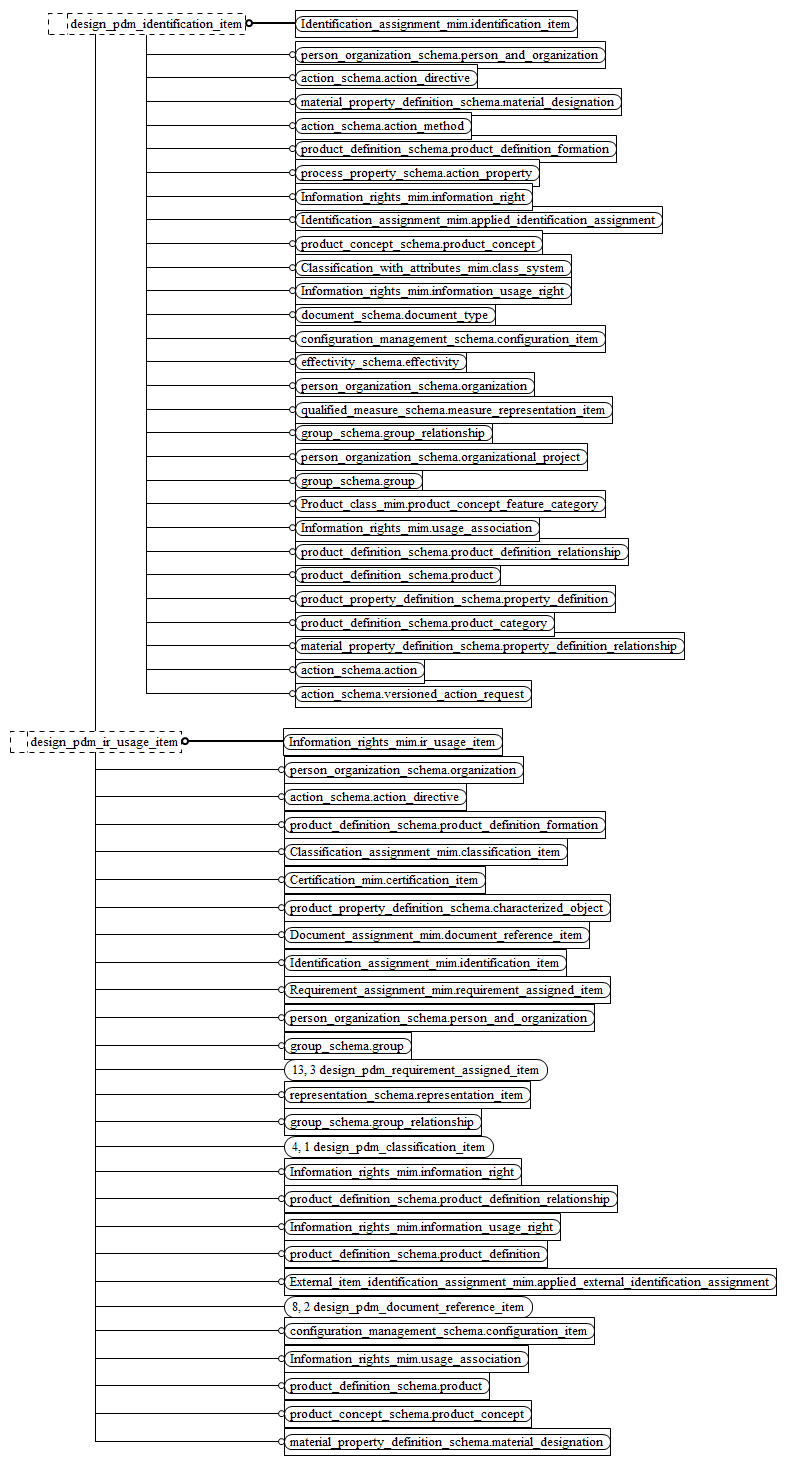 design_pdm_identification_item
Identification_assignment_mim.identification_item
person_organization_schema.person_and_organization
action_schema.action_directive
material_property_definition_schema.material_designation
action_schema.action_method
product_definition_schema.product_definition_formation
process_property_schema.action_property
Information_rights_mim.information_right
Identification_assignment_mim.applied_identification_assignment
product_concept_schema.product_concept
Classification_with_attributes_mim.class_system
Information_rights_mim.information_usage_right
document_schema.document_type
configuration_management_schema.configuration_item
effectivity_schema.effectivity
person_organization_schema.organization
qualified_measure_schema.measure_representation_item
group_schema.group_relationship
person_organization_schema.organizational_project
group_schema.group
Product_class_mim.product_concept_feature_category
Information_rights_mim.usage_association
product_definition_schema.product_definition_relationship
product_definition_schema.product
product_property_definition_schema.property_definition
product_definition_schema.product_category
material_property_definition_schema.property_definition_relationship
action_schema.action
action_schema.versioned_action_request
design_pdm_ir_usage_item
Information_rights_mim.ir_usage_item
person_organization_schema.organization
action_schema.action_directive
product_definition_schema.product_definition_formation
Classification_assignment_mim.classification_item
Certification_mim.certification_item
product_property_definition_schema.characterized_object
Document_assignment_mim.document_reference_item
Identification_assignment_mim.identification_item
Requirement_assignment_mim.requirement_assigned_item
person_organization_schema.person_and_organization
group_schema.group
13, 3 design_pdm_requirement_assigned_item
representation_schema.representation_item
group_schema.group_relationship
4, 1 design_pdm_classification_item
Information_rights_mim.information_right
product_definition_schema.product_definition_relationship
Information_rights_mim.information_usage_right
product_definition_schema.product_definition
External_item_identification_assignment_mim.applied_external_identification_assignment
8, 2 design_pdm_document_reference_item
configuration_management_schema.configuration_item
Information_rights_mim.usage_association
product_definition_schema.product
product_concept_schema.product_concept
material_property_definition_schema.material_designation